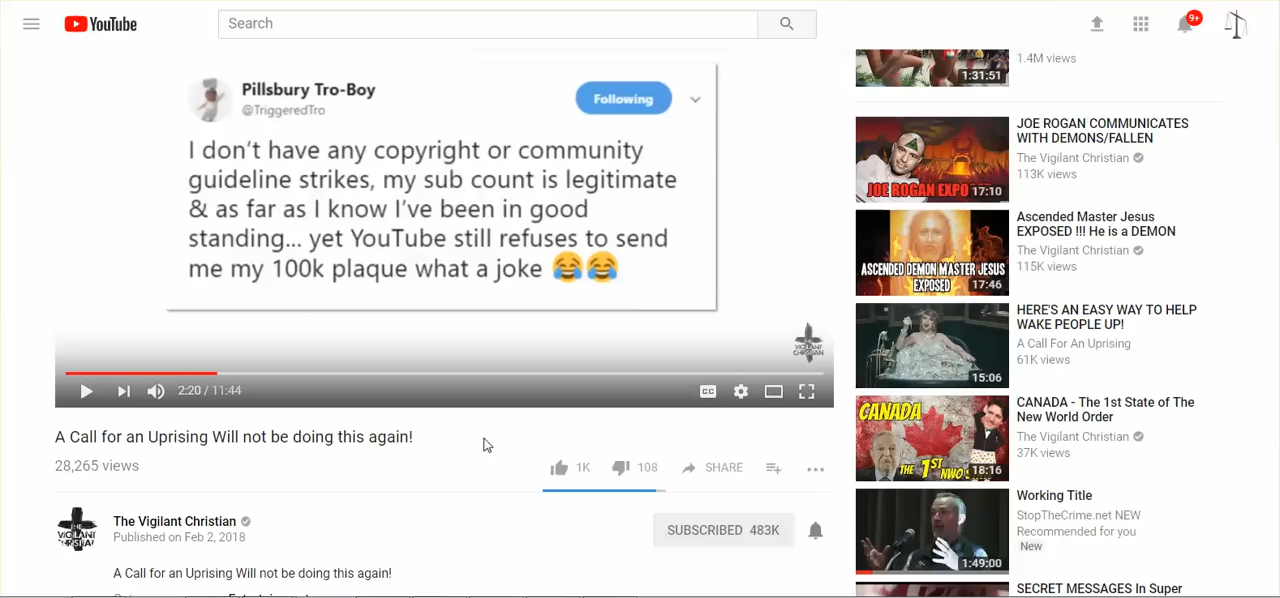 YouTube
Search
9+
Pillsbury Tro-Boy
@TriggeredTro
Following
I don't have any copyright or community
guideline strikes, my sub count is legitimate
& as far as I know I've been in good
standing... yet YouTube still refuses to send
me my 100k plaque what a joke 😂😂
THE
VIGILANT
CHRISTIAN
2:20 / 11:44
CC
A Call for an Uprising Will not be doing this again!
28,265 views
1K
108
SHARE
THE
VIGILANT
CHRISTIAN
The Vigilant Christian
Published on Feb 2, 2018
SUBSCRIBED 483K
A Call for an Uprising Will not be doing this again!
1:31:51
1.4M views
JOE ROGAN EXPO
17:10
JOE ROGAN COMMUNICATES
WITH DEMONS/FALLEN
The Vigilant Christian
113K views
ASCENDED DEMON MASTER JESUS
EXPOSED
17:46
Ascended Master Jesus
EXPOSED !!! He is a DEMON
The Vigilant Christian
115K views
15:06
HERE'S AN EASY WAY TO HELP
WAKE PEOPLE UP!
A Call For An Uprising
61K views
CANADA
THE 1ST NWO S
18:16
CANADA - The 1st State of The
New World Order
The Vigilant Christian
37K views
1:49:00
Working Title
StopTheCrime.net NEW
Recommended for you
New
SECRET MESSAGES In Super